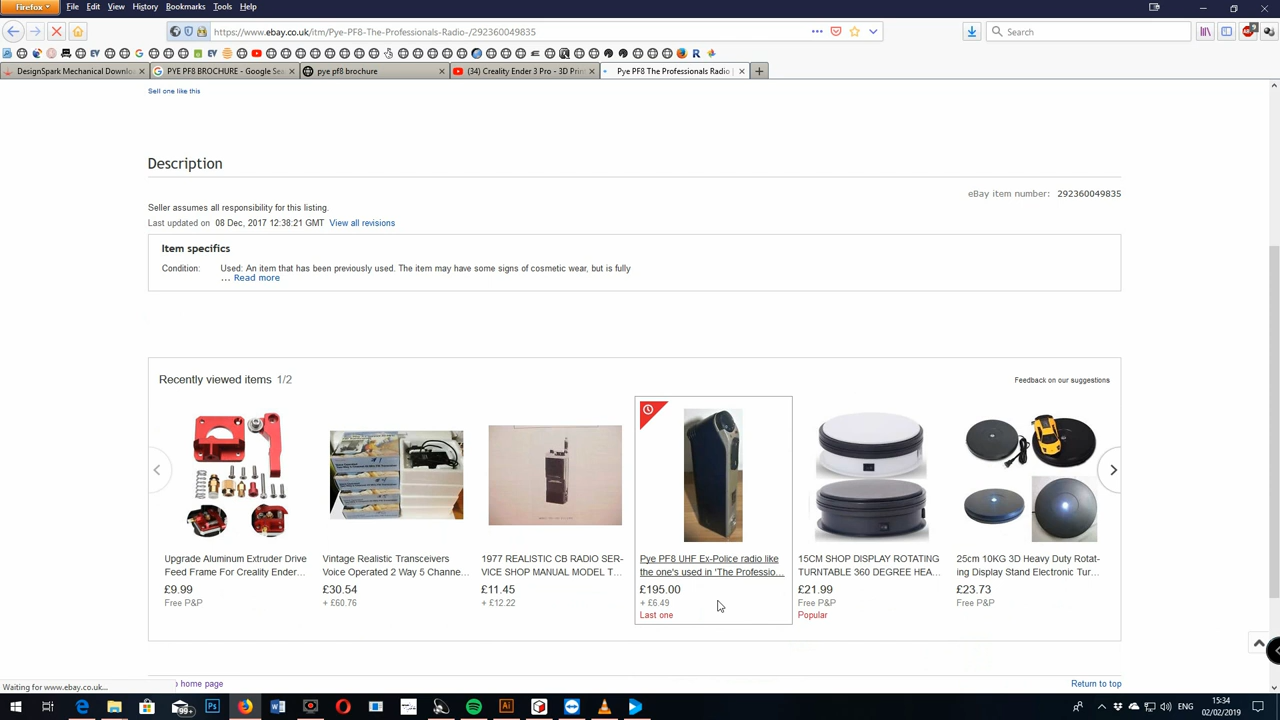 Firefox
File Edit View History Bookmarks Tools Help
https://www.ebay.co.uk/itm/Pye-PF8-The-Professionals-Radio-/292360049835
Search
DesignSpark Mechanical Downlo
PYE PF8 BROCHURE - Google Sea
pye pf8 brochure
(34) Creality Ender 3 Pro - 3D Prin
Pye PF8 The Professionals Radio |
Sell one like this
Description
eBay item number: 292360049835
Seller assumes all responsibility for this listing.
Last updated on 08 Dec, 2017 12:38:21 GMT View all revisions
Item specifics
Condition: Used: An item that has been previously used. The item may have some signs of cosmetic wear, but is fully
... Read more
Recently viewed items 1/2
Feedback on our suggestions
Upgrade Aluminum Extruder Drive
Feed Frame For Creality Ender...
£9.99
Free P&P
Vintage Realistic Transceivers
Voice Operated 2 Way 5 Channe...
£30.54
+ £60.76
1977 REALISTIC CB RADIO SER-
VICE SHOP MANUAL MODEL T...
£11.45
+ £12.22
Pye PF8 UHF Ex-Police radio like
the one's used in 'The Professio...
£195.00
+ £6.49
Last one
15CM SHOP DISPLAY ROTATING
TURNTABLE 360 DEGREE HEA...
£21.99
Free P&P
Popular
25cm 10KG 3D Heavy Duty Rotat-
ing Display Stand Electronic Tur...
£23.73
Free P&P
Waiting for www.ebay.co.uk...
home page
Return to top
99+
ENG
15:34
02/02/2019